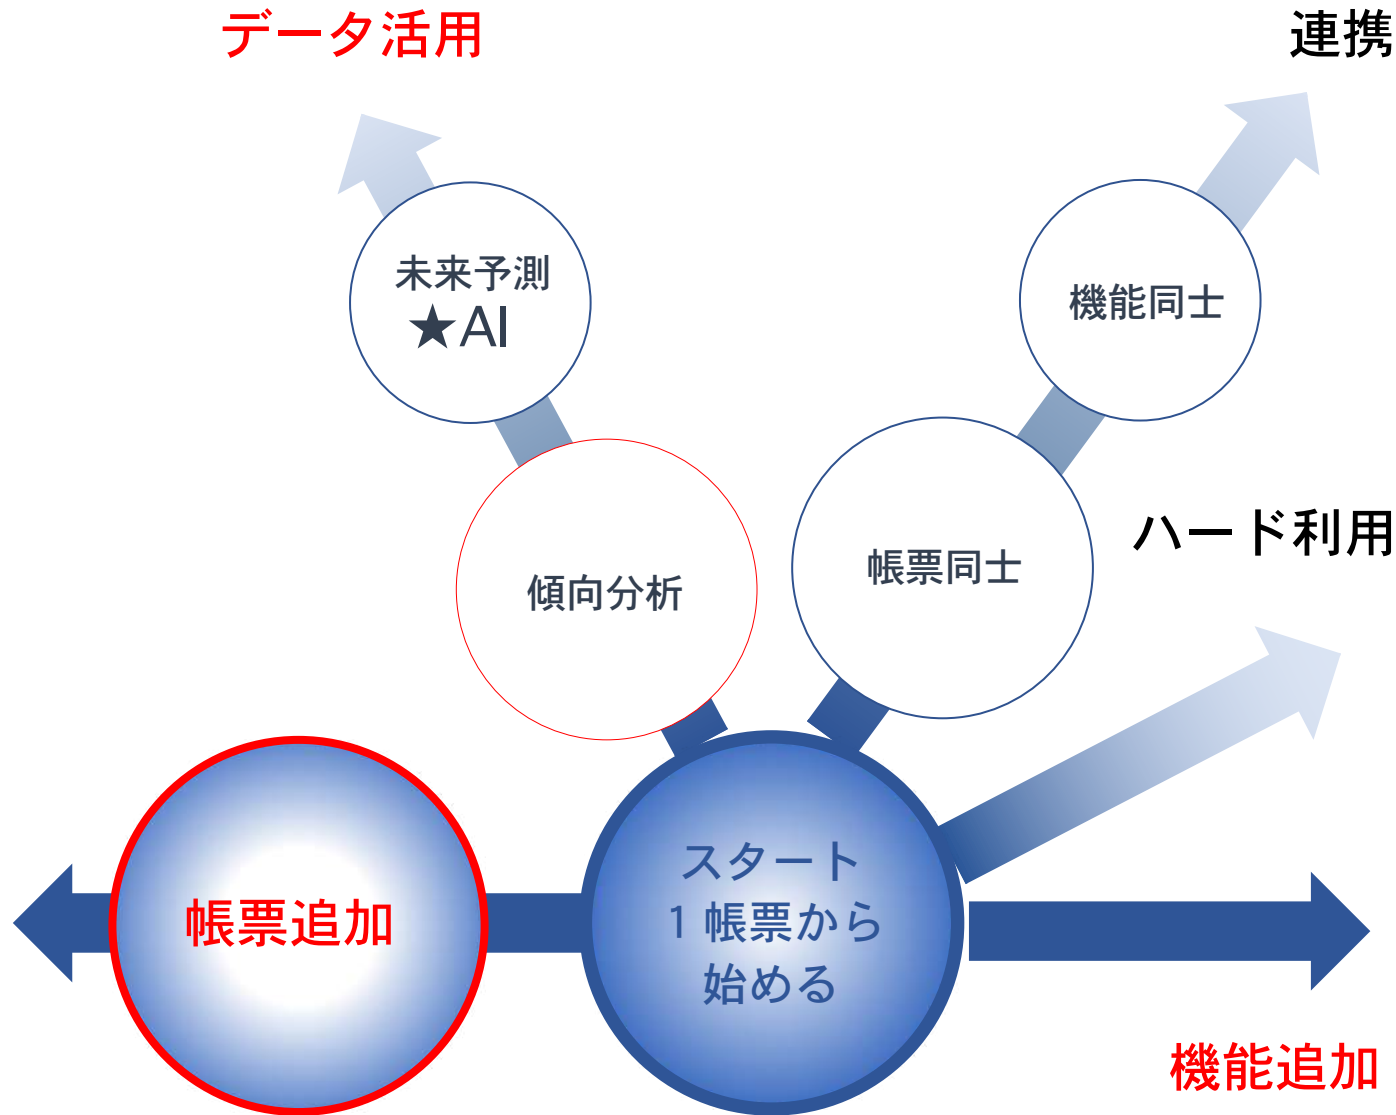 データ活用
連携
未来予測
★AI
機能同士
ハード利用
帳票同士
傾向分析
スタート
1帳票から
始める
帳票追加
機能追加